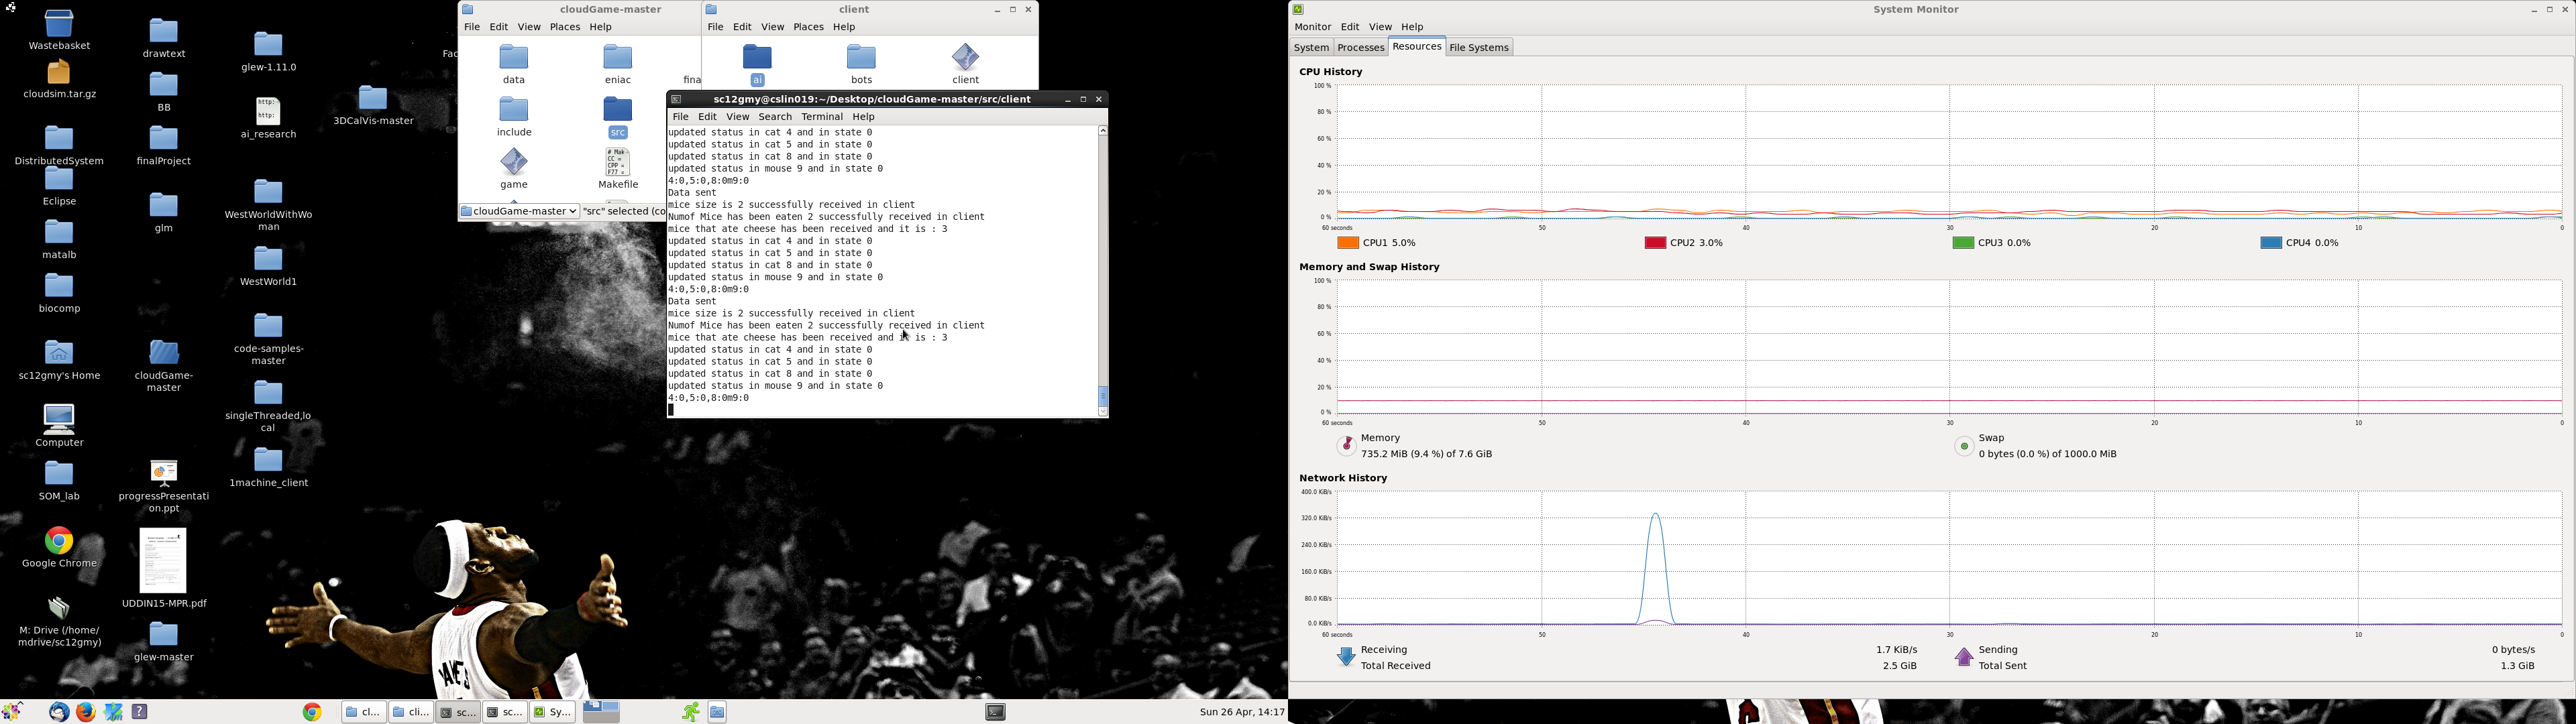 Wastebasket
cloudsim.tar.gz
DistributedSystem
Eclipse
matalb
biocomp
sc12gmy's Home
Computer
SOM_lab
Google Chrome
M: Drive (/home/
mdrive/sc12gmy)
drawtext
BB
finalProject
glm
cloudGame-
master
progressPresentati
on.ppt
UDDIN15-MPR.pdf
glew-master
glew-1.11.0
http:
http:
ai_research
WestWorldWithWo
man
WestWorld1
code-samples-
master
singleThreaded,lo
cal
1machine_client
3DCalVis-master
Fac
cloudGame-master
File Edit View Places Help
data
eniac
fina
include
src
game
# Mak
CC =
CPP =
F77 =
Makefile
cloudGame-master
"src" selected (co
client
File Edit View Places Help
ai
bots
client
sc12gmy@cslin019:~/Desktop/cloudGame-master/src/client
File Edit View Search Terminal Help
updated status in cat 4 and in state 0
updated status in cat 5 and in state 0
updated status in cat 8 and in state 0
updated status in mouse 9 and in state 0
4:0,5:0,8:0m9:0
Data sent
mice size is 2 successfully received in client
Numof Mice has been eaten 2 successfully received in client
mice that ate cheese has been received and it is : 3
updated status in cat 4 and in state 0
updated status in cat 5 and in state 0
updated status in cat 8 and in state 0
updated status in mouse 9 and in state 0
4:0,5:0,8:0m9:0
Data sent
mice size is 2 successfully received in client
Numof Mice has been eaten 2 successfully received in client
mice that ate cheese has been received and it is : 3
updated status in cat 4 and in state 0
updated status in cat 5 and in state 0
updated status in cat 8 and in state 0
updated status in mouse 9 and in state 0
4:0,5:0,8:0m9:0
System Monitor
Monitor Edit View Help
System Processes Resources File Systems
CPU History
100 %
80 %
60 %
40 %
20 %
0 %
60 seconds 50 40 30 20 10 0
CPU1 5.0% CPU2 3.0% CPU3 0.0% CPU4 0.0%
Memory and Swap History
100 %
80 %
60 %
40 %
20 %
0 %
60 seconds 50 40 30 20 10 0
Memory
735.2 MiB (9.4 %) of 7.6 GiB
Swap
0 bytes (0.0 %) of 1000.0 MiB
Network History
400.0 KiB/s
320.0 KiB/s
240.0 KiB/s
160.0 KiB/s
80.0 KiB/s
0.0 KiB/s
60 seconds 50 40 30 20 10 0
Receiving 1.7 KiB/s
Total Received 2.5 GiB
Sending 0 bytes/s
Total Sent 1.3 GiB
cl... cli... sc... sc... Sy...
Sun 26 Apr, 14:17